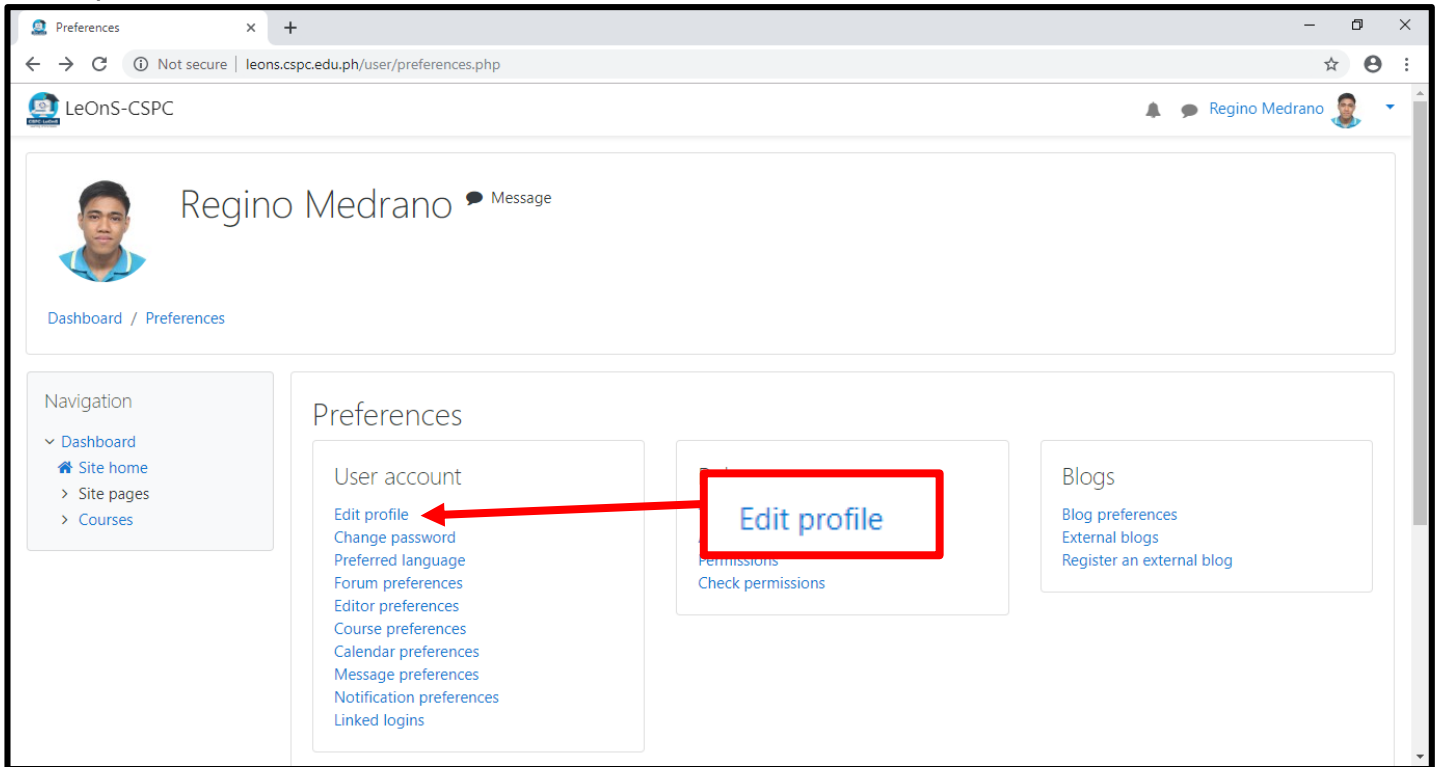 Preferences
Not secure | leons.cspc.edu.ph/user/preferences.php
LeOnS-CSPC
Regino Medrano
Regino Medrano Message
Dashboard / Preferences
Navigation
Dashboard
Site home
Site pages
Courses
Preferences
User account
Edit profile
Change password
Preferred language
Forum preferences
Editor preferences
Course preferences
Calendar preferences
Message preferences
Notification preferences
Linked logins
Edit profile
Permissions
Check permissions
Blogs
Blog preferences
External blogs
Register an external blog